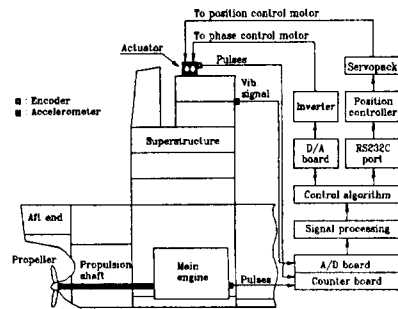 To position control motor
To phase control motor
Actuator
Pulses
Servopack
Vib.
signal
: Encoder
: Accelerometer
Inverter
Position
controller
Superstructure
D/A
board
RS232C
port
Control algorithm
Aft end
Signal processing
Propeller
Propulsion
shaft
Main
engine
Pulses
A/D board
Counter board